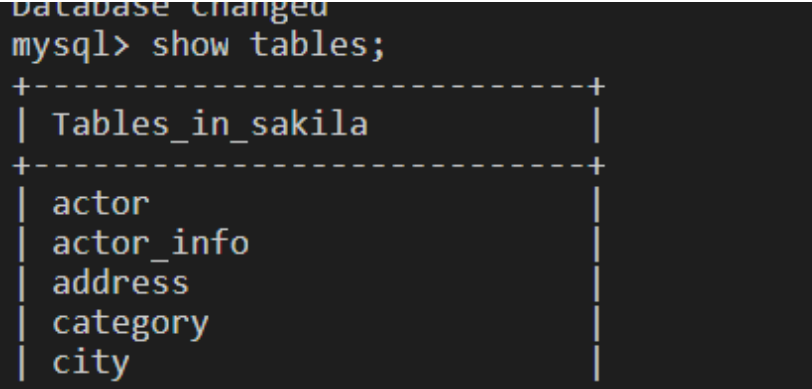 Database changed
mysql> show tables;
+----------------------------+
| Tables_in_sakila           |
+----------------------------+
| actor                      |
| actor_info                 |
| address                    |
| category                   |
| city                       |